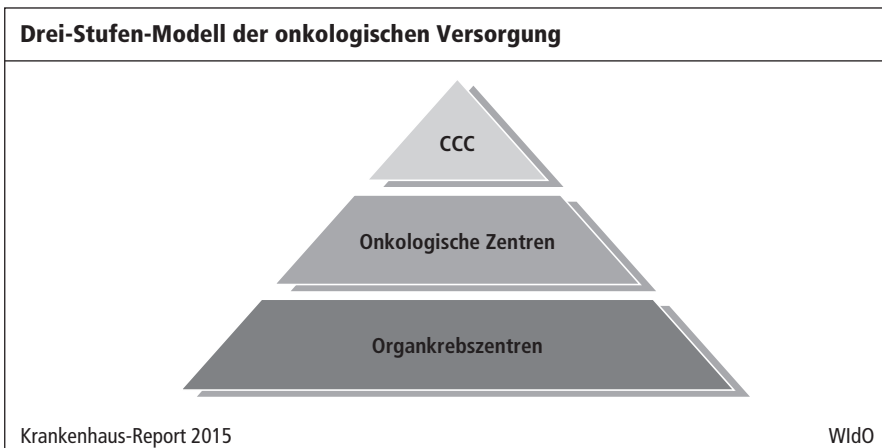 Drei-Stufen-Modell der onkologischen Versorgung
CCC
Onkologische Zentren
Organkrebszentren
Krankenhaus-Report 2015 WIdO